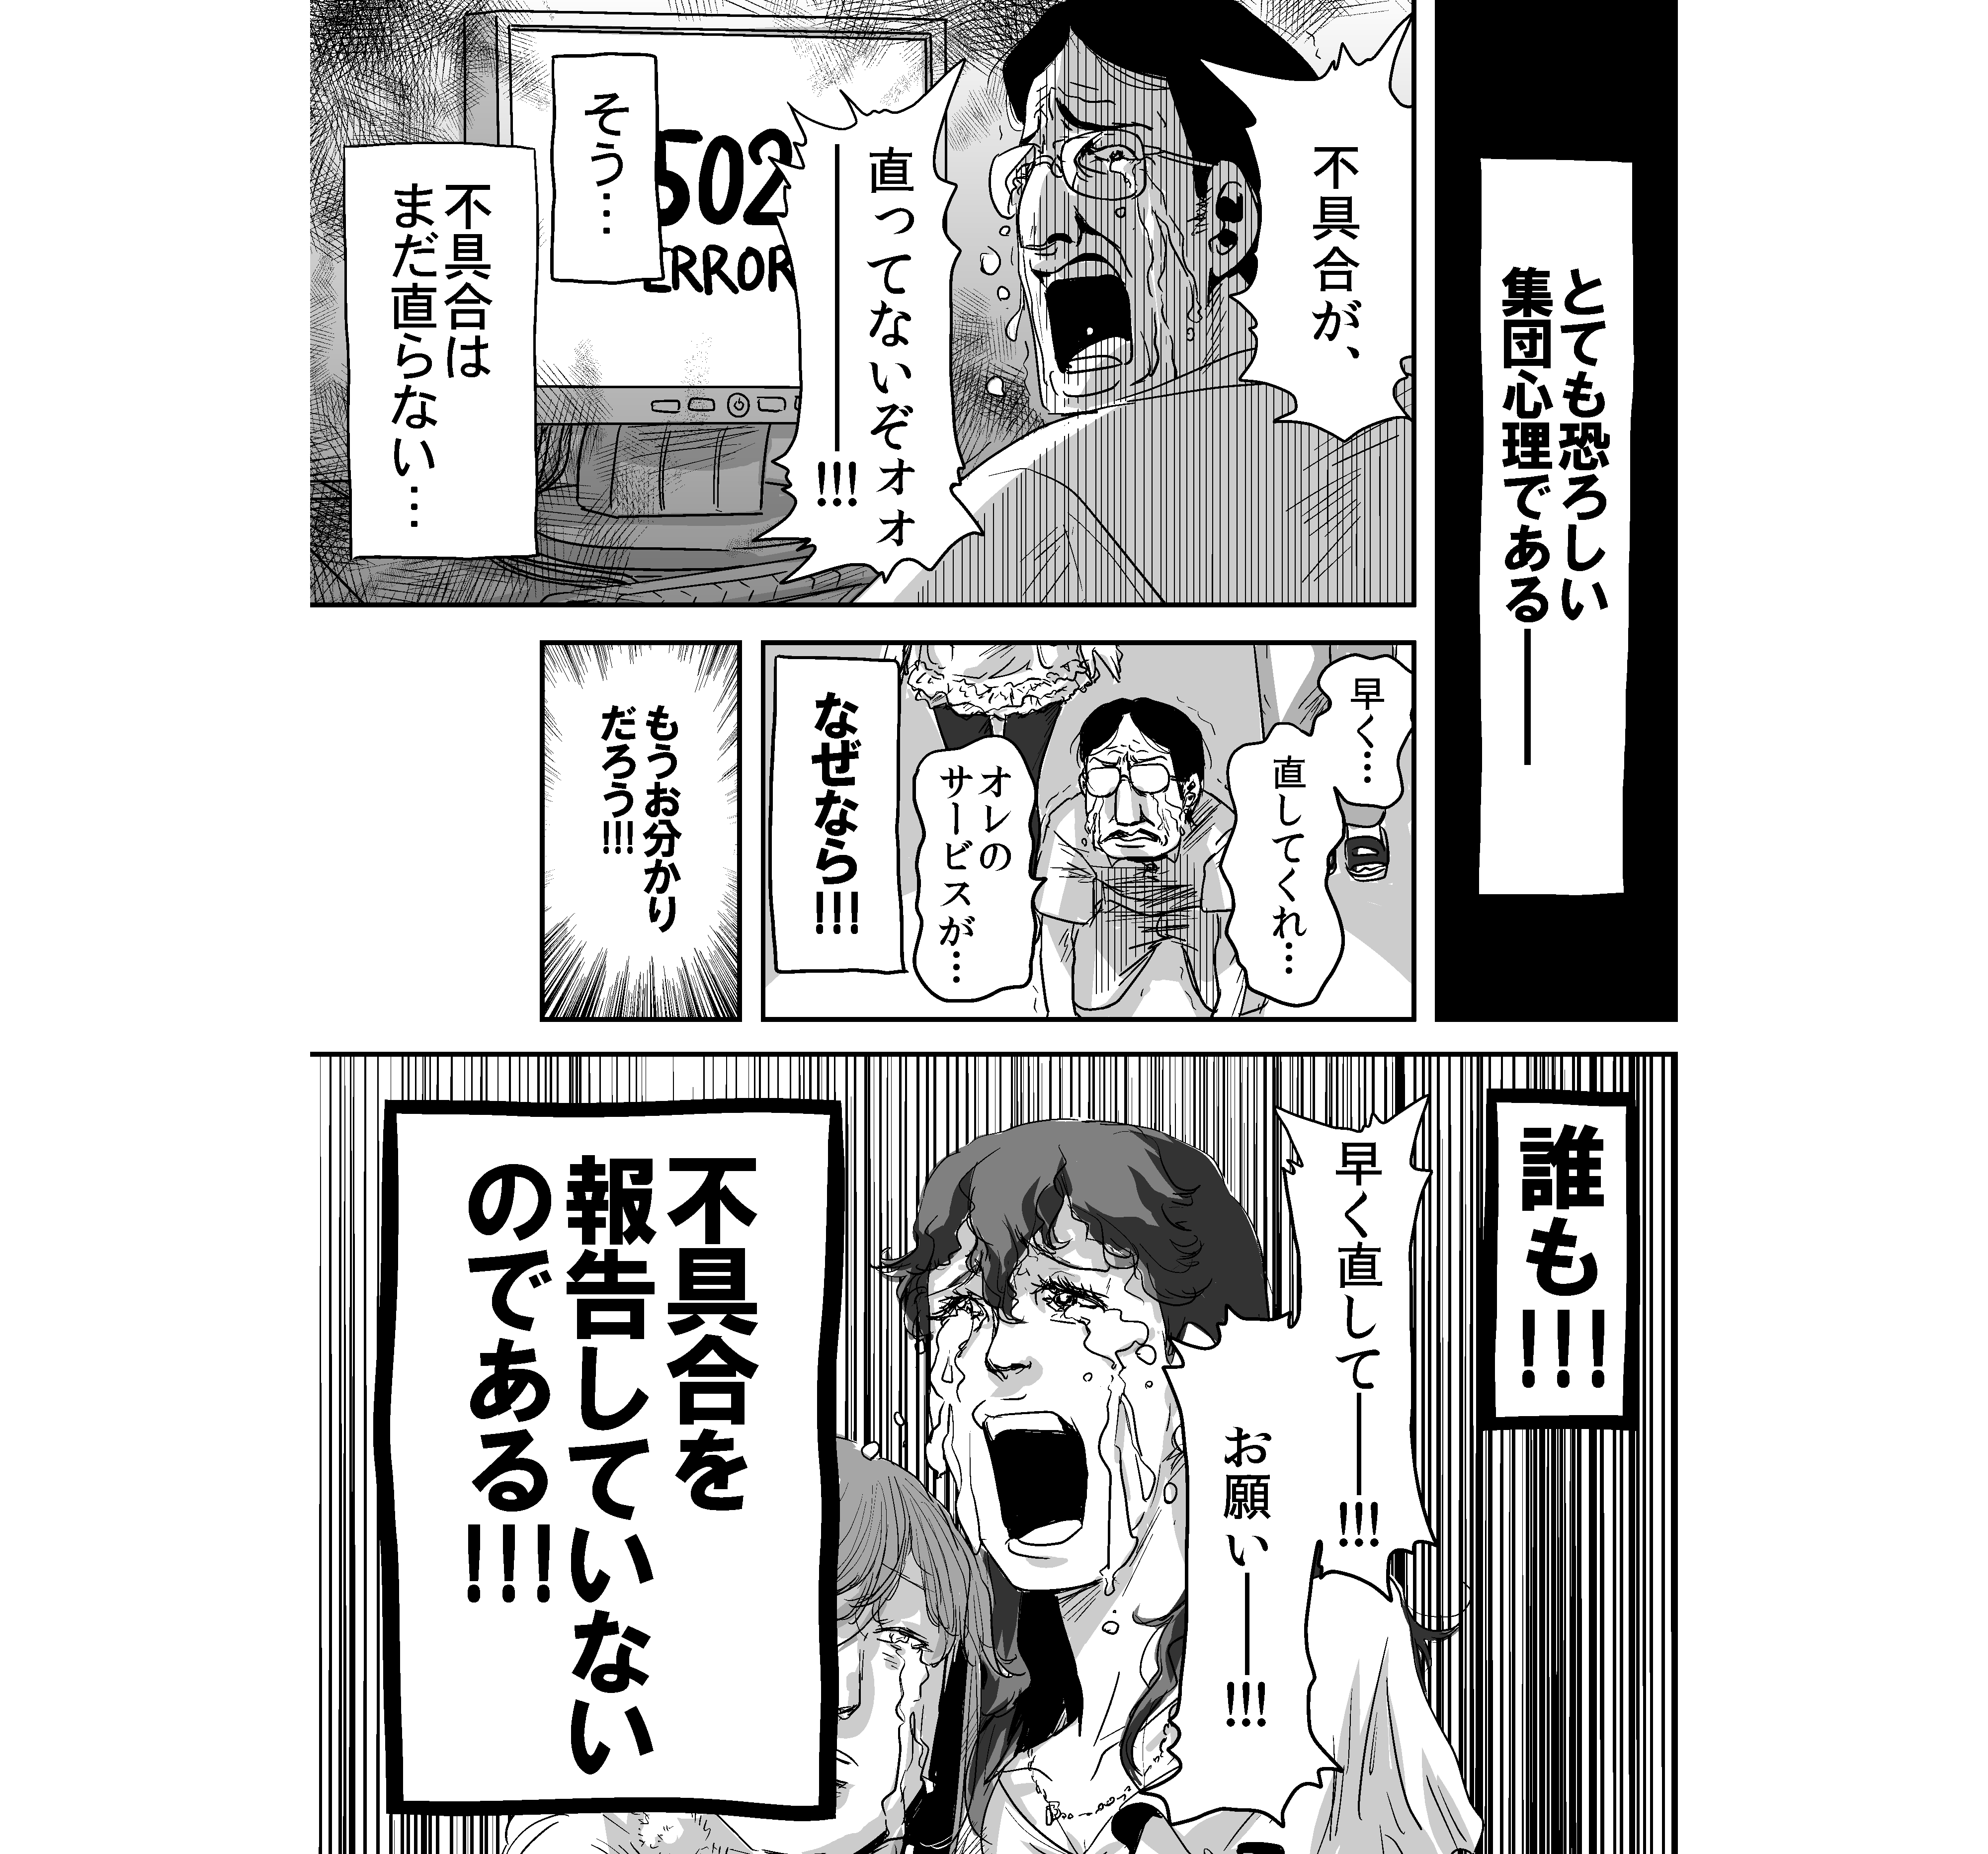 とても恐ろしい
集団心理である――
不具合が、
直ってないぞォォ
――!!!
502
ERROR
そう…
不具合は
まだ直らない…
早く…
直してくれ…
オレの
サービスが…
なぜなら!!!
もうお分かり
だろう!!!
誰も!!!
早く直して――!!!
お願い――!!!
不具合を
報告していない
のである!!!